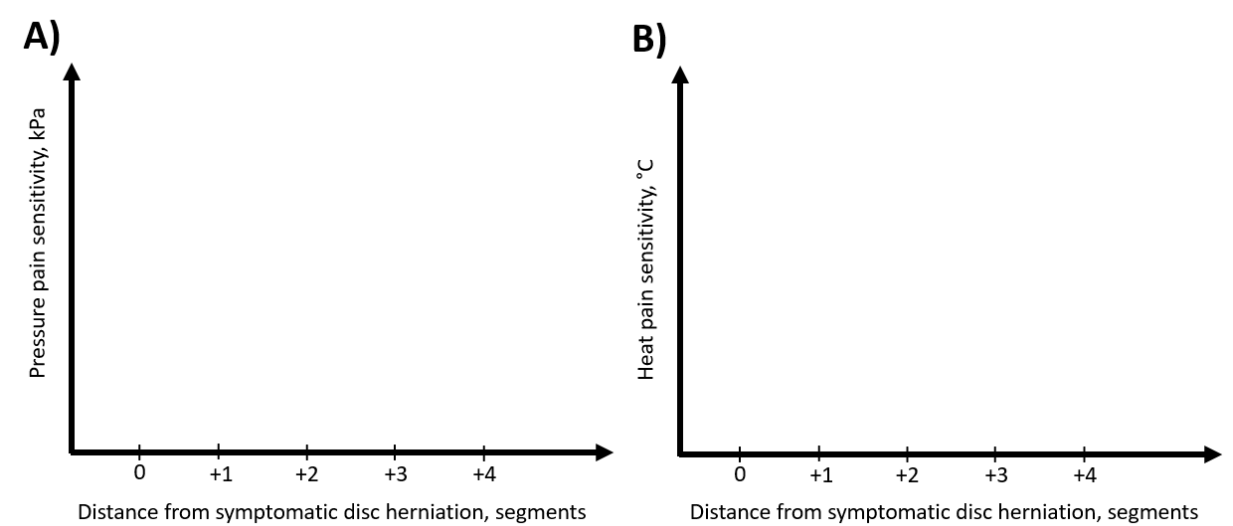 A)
Pressure pain sensitivity, kPa
0 +1 +2 +3 +4
Distance from symptomatic disc herniation, segments
B)
Heat pain sensitivity, °C
0 +1 +2 +3 +4
Distance from symptomatic disc herniation, segments